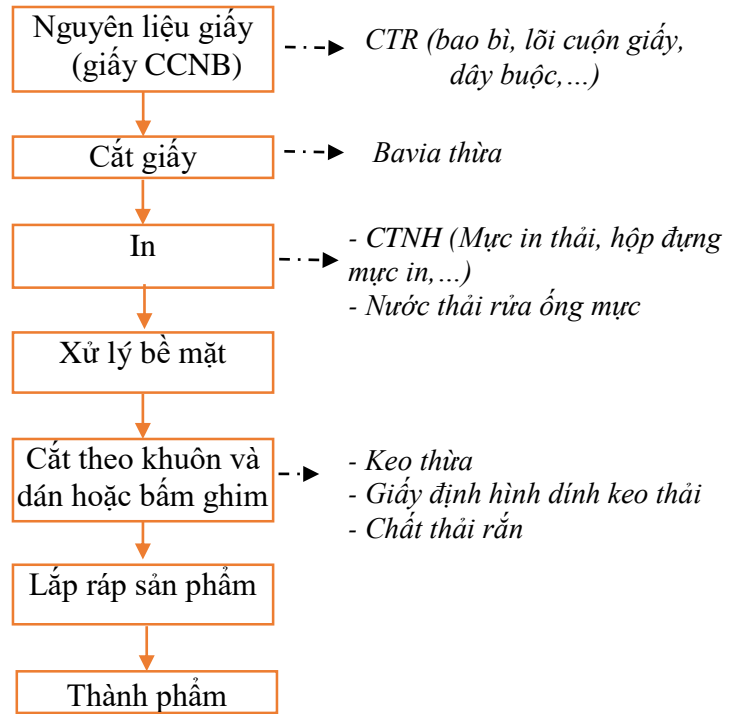 Nguyên liệu giấy
(giấy CCNB)
CTR (bao bì, lõi cuộn giấy,
dây buộc,…)
Cắt giấy
Bavia thừa
In
- CTNH (Mực in thải, hộp đựng
mực in,…)
- Nước thải rửa ống mực
Xử lý bề mặt
Cắt theo khuôn và
dán hoặc bấm ghim
- Keo thừa
- Giấy định hình dính keo thải
- Chất thải rắn
Lắp ráp sản phẩm
Thành phẩm